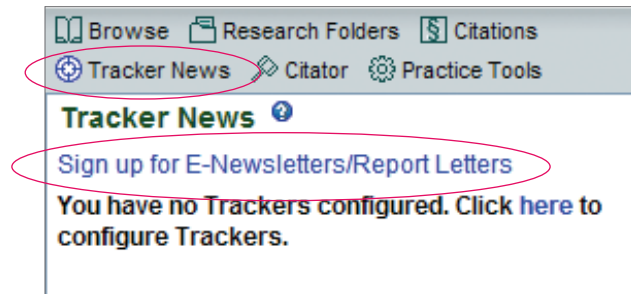 Browse Research Folders § Citations
Tracker News Citator Practice Tools
Tracker News ?
Sign up for E-Newsletters/Report Letters
You have no Trackers configured. Click here to
configure Trackers.